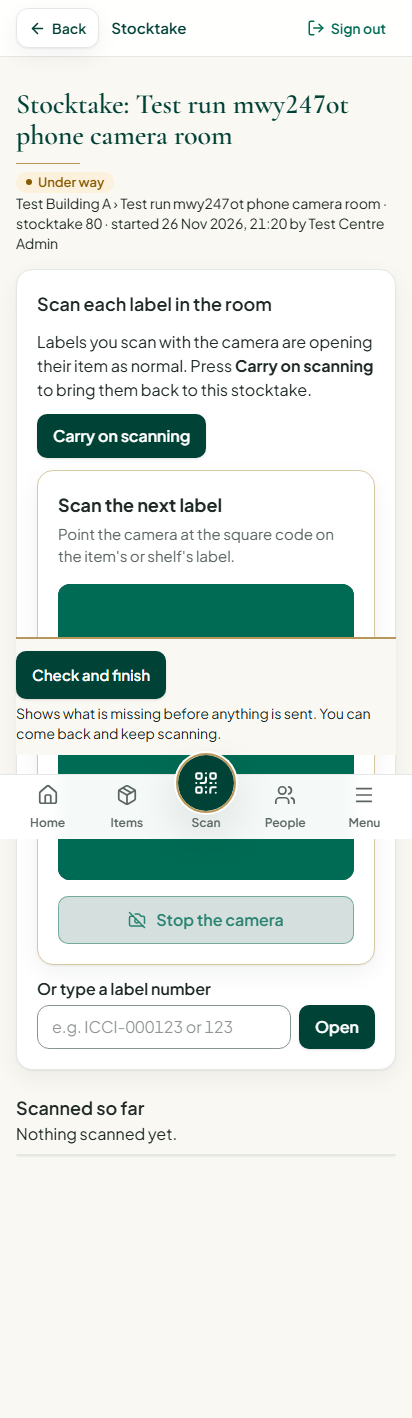 Back
Stocktake
Sign out
Stocktake: Test run mwy247ot
phone camera room
Under way
Test Building A › Test run mwy247ot phone camera room ·
stocktake 80 · started 26 Nov 2026, 21:20 by Test Centre
Admin
Scan each label in the room
Labels you scan with the camera are opening
their item as normal. Press Carry on scanning
to bring them back to this stocktake.
Carry on scanning
Scan the next label
Point the camera at the square code on
the item's or shelf's label.
Check and finish
Shows what is missing before anything is sent. You can
come back and keep scanning.
Home
Items
Scan
People
Menu
Stop the camera
Or type a label number
e.g. ICCI-000123 or 123
Open
Scanned so far
Nothing scanned yet.